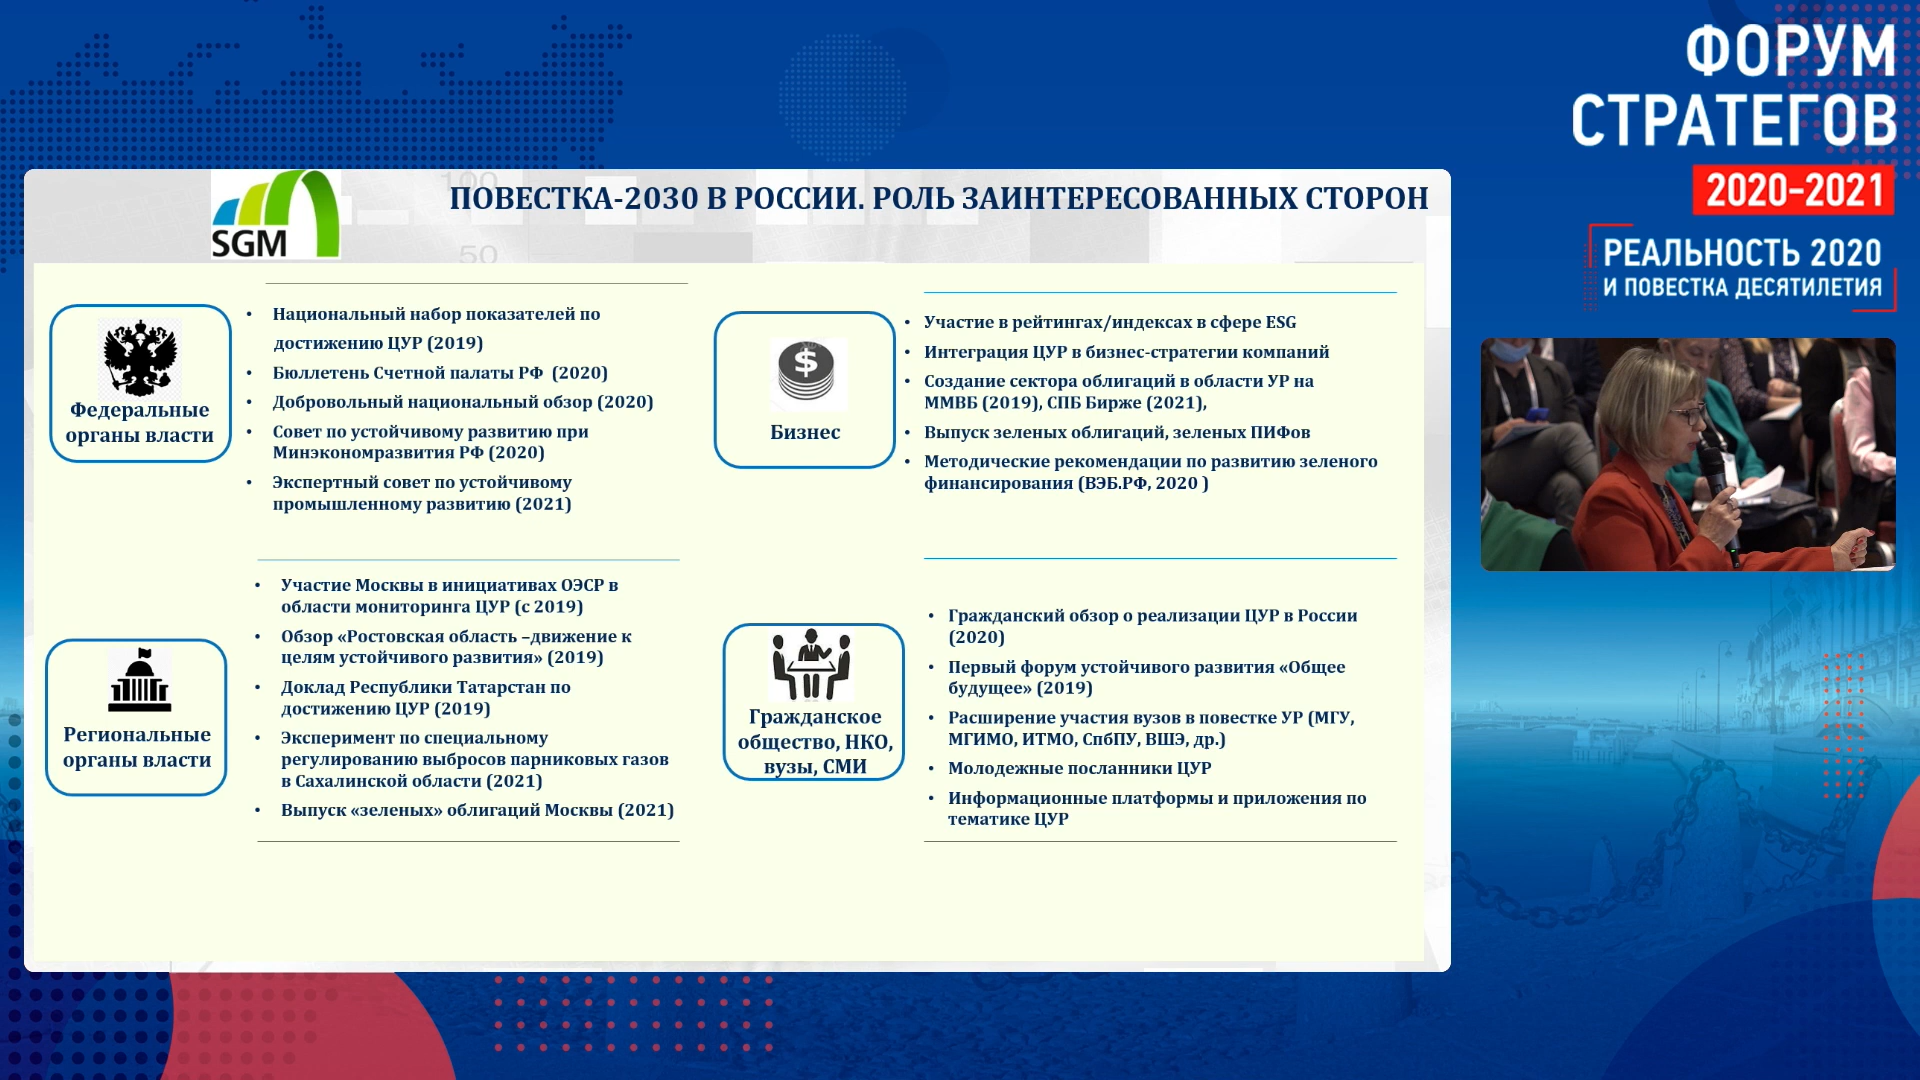 ФОРУМ
СТРАТЕГОВ
2020-2021
РЕАЛЬНОСТЬ 2020
И ПОВЕСТКА ДЕСЯТИЛЕТИЯ
100
50
SGM
ПОВЕСТКА-2030 В РОССИИ. РОЛЬ ЗАИНТЕРЕСОВАННЫХ СТОРОН
Федеральные
органы власти
• Национальный набор показателей по
достижению ЦУР (2019)
• Бюллетень Счетной палаты РФ (2020)
• Добровольный национальный обзор (2020)
• Совет по устойчивому развитию при
Минэкономразвития РФ (2020)
• Экспертный совет по устойчивому
промышленному развитию (2021)
$
Бизнес
• Участие в рейтингах/индексах в сфере ESG
• Интеграция ЦУР в бизнес-стратегии компаний
• Создание сектора облигаций в области УР на
ММВБ (2019), СПБ Бирже (2021),
• Выпуск зеленых облигаций, зеленых ПИФов
• Методические рекомендации по развитию зеленого
финансирования (ВЭБ.РФ, 2020 )
Региональные
органы власти
• Участие Москвы в инициативах ОЭСР в
области мониторинга ЦУР (с 2019)
• Обзор «Ростовская область –движение к
целям устойчивого развития» (2019)
• Доклад Республики Татарстан по
достижению ЦУР (2019)
• Эксперимент по специальному
регулированию выбросов парниковых газов
в Сахалинской области (2021)
• Выпуск «зеленых» облигаций Москвы (2021)
Гражданское
общество, НКО,
вузы, СМИ
• Гражданский обзор о реализации ЦУР в России
(2020)
• Первый форум устойчивого развития «Общее
будущее» (2019)
• Расширение участия вузов в повестке УР (МГУ,
МГИМО, ИТМО, СпбПУ, ВШЭ, др.)
• Молодежные посланники ЦУР
• Информационные платформы и приложения по
тематике ЦУР